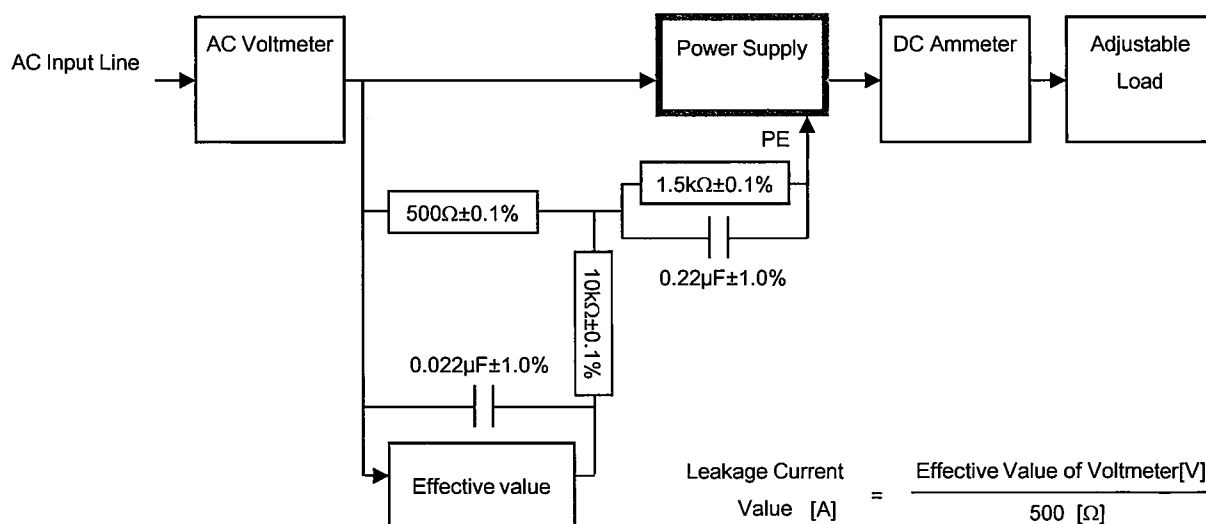 AC Input Line
AC Voltmeter
Power Supply
DC Ammeter
Adjustable
Load
PE
1.5kΩ±0.1%
500Ω±0.1%
0.22µF±1.0%
10kΩ±0.1%
0.022µF±1.0%
Effective value
Leakage Current
Value [A]
=
Effective Value of Voltmeter[V]
500 [Ω]